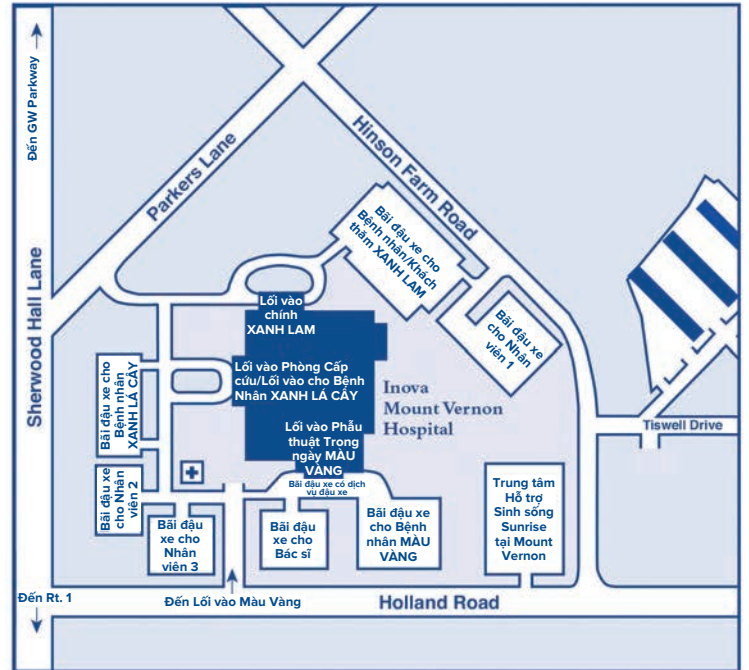 Đến GW Parkway
Sherwood Hall Lane
Parkers Lane
Hinson Farm Road
Bãi đậu xe cho
Bệnh nhân/Khách
thăm XANH LAM
Bãi đậu xe
cho Nhân
viên 1
Lối vào
chính
XANH LAM
Lối vào Phòng Cấp
cứu/Lối vào cho Bệnh
Nhân XANH LÁ CÂY
Inova
Mount Vernon
Hospital
Lối vào Phẫu
thuật Trong
ngày MÀU
VÀNG
Bãi đậu xe có dịch
vụ đậu xe
Tiswell Drive
Bãi đậu xe cho
Bệnh nhân
XANH LÁ CÂY
Bãi đậu xe
cho Nhân
viên 2
Bãi đậu
xe cho
Nhân
viên 3
Bãi đậu
xe cho
Bác sĩ
Bãi đậu xe
cho Bệnh
nhân MÀU
VÀNG
Trung tâm
Hỗ trợ
Sinh sống
Sunrise
tại Mount
Vernon
Đến Rt. 1
Đến Lối vào Màu Vàng
Holland Road